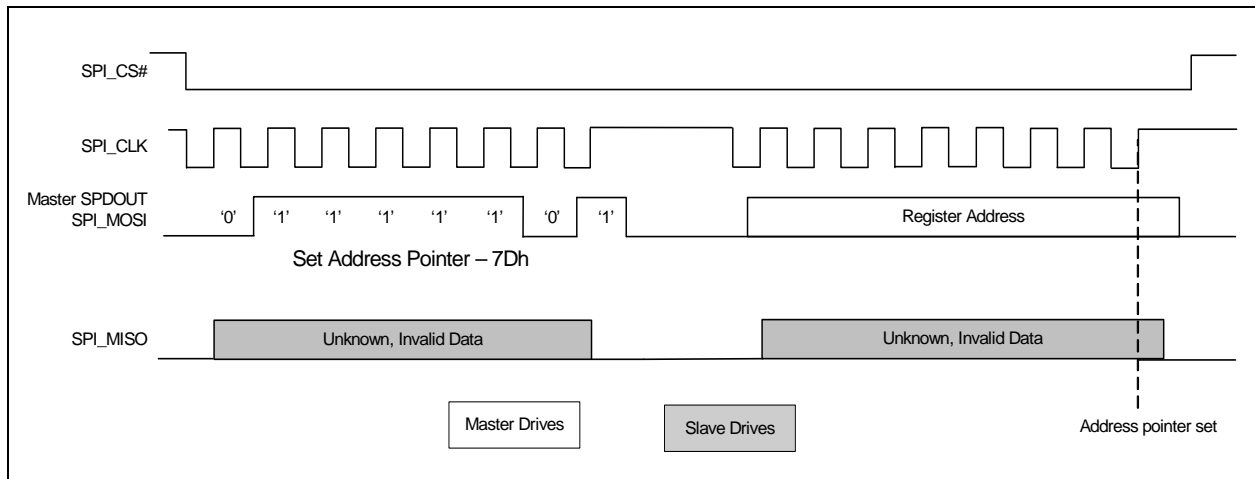 SPI_CS#
SPI_CLK
Master SPDOUT
SPI_MOSI
‘0’ ‘1’ ‘1’ ‘1’ ‘1’ ‘1’ ‘0’ ‘1’
Register Address
Set Address Pointer – 7Dh
SPI_MISO
Unknown, Invalid Data
Unknown, Invalid Data
Master Drives
Slave Drives
Address pointer set